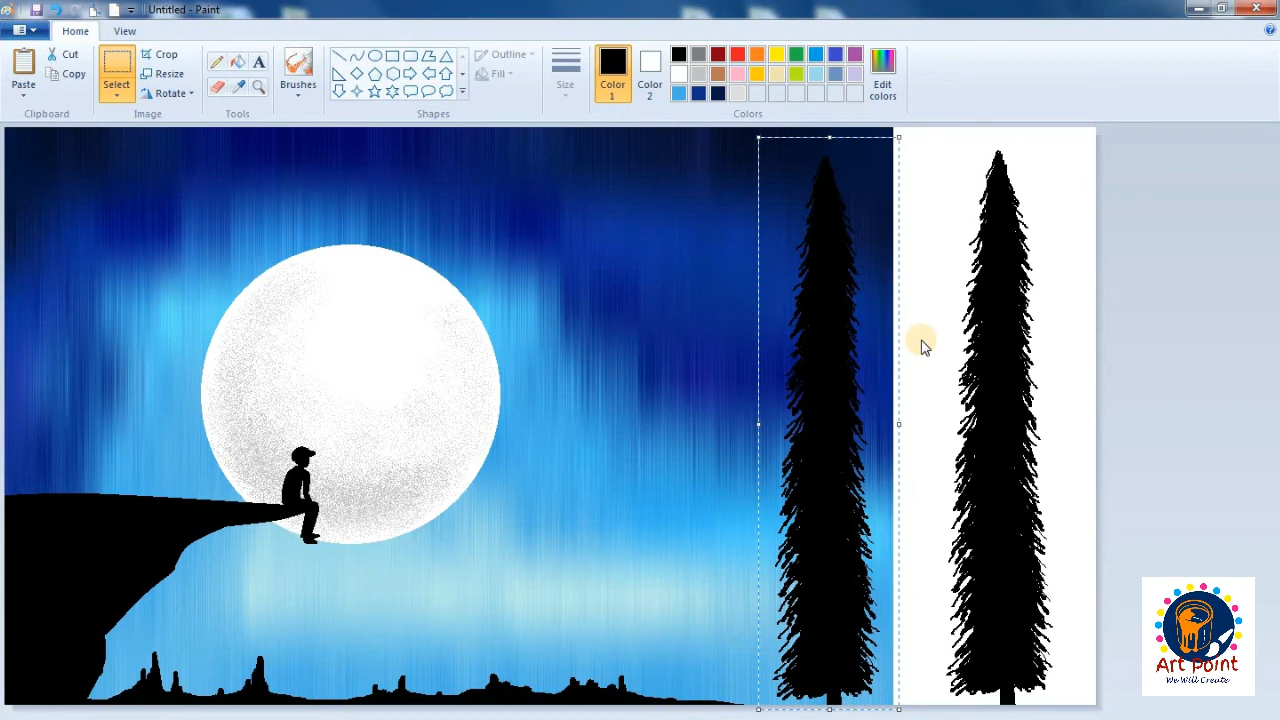 Untitled - Paint
Home
View
Paste
Cut
Copy
Clipboard
Select
Crop
Resize
Rotate
Image
A
Tools
Brushes
Shapes
Outline
Fill
Size
Color
1
Color
2
Colors
Edit
colors
Art Point
We Will Create